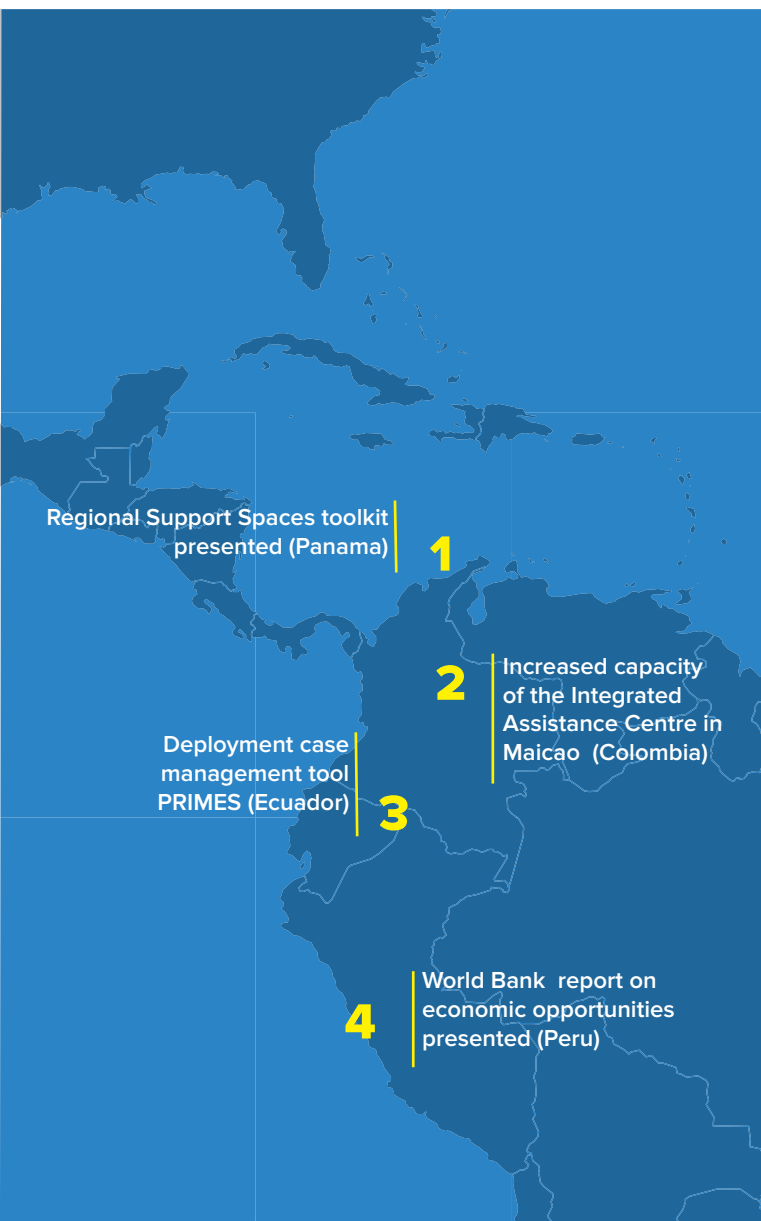 Regional Support Spaces toolkit
presented (Panama)
1
2
Increased capacity
of the Integrated
Assistance Centre in
Maicao  (Colombia)
Deployment case
management tool
PRIMES (Ecuador)
3
4
World Bank  report on
economic opportunities
presented (Peru)